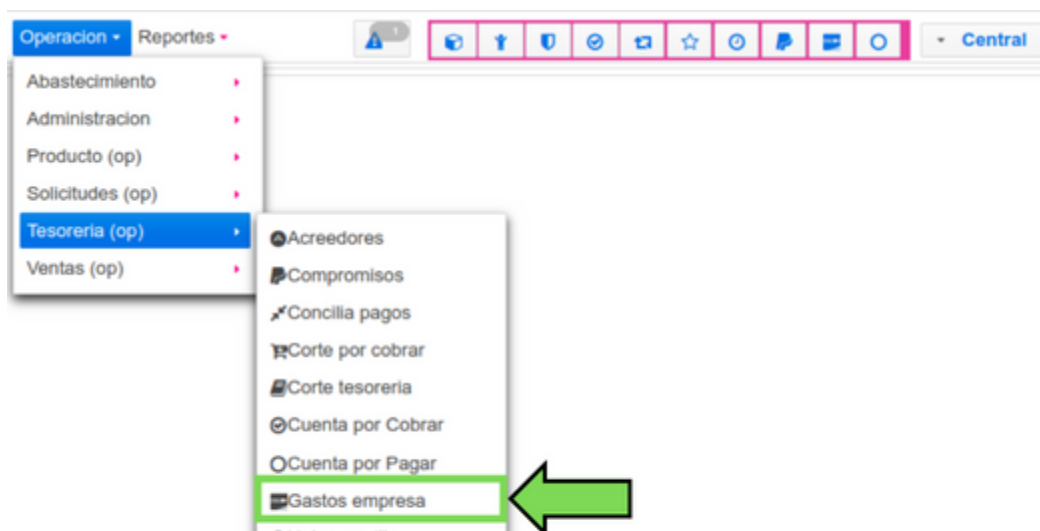 Operacion Reportes 1 Central
Abastecimiento
Administracion
Producto (op)
Solicitudes (op)
Tesoreria (op)
Ventas (op)
Acreedores
Compromisos
Concilia pagos
Corte por cobrar
Corte tesoreria
Cuenta por Cobrar
Cuenta por Pagar
Gastos empresa